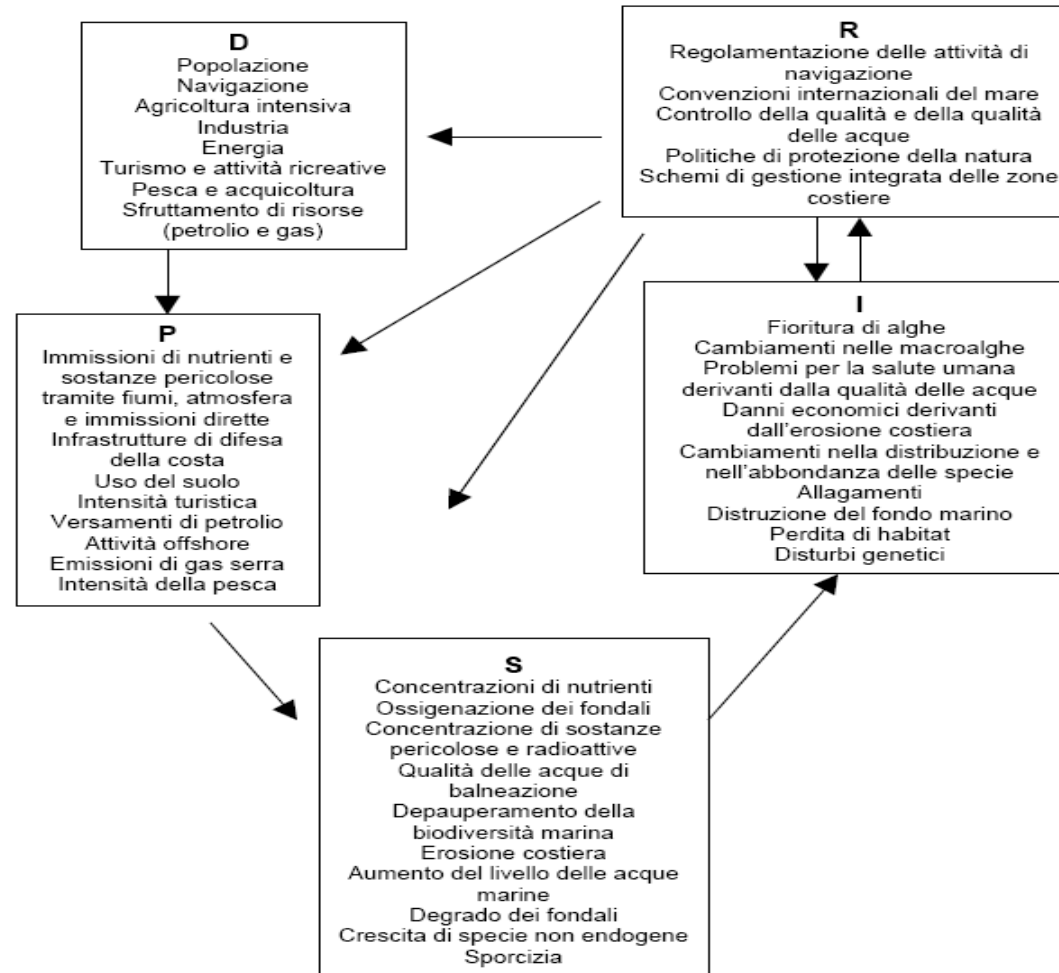 D
Popolazione
Navigazione
Agricoltura intensiva
Industria
Energia
Turismo e attività ricreative
Pesca e acquicoltura
Sfruttamento di risorse
(petrolio e gas)
R
Regolamentazione delle attività di
navigazione
Convenzioni internazionali del mare
Controllo della qualità e della qualità
delle acque
Politiche di protezione della natura
Schemi di gestione integrata delle zone
costiere
P
Immissioni di nutrienti e
sostanze pericolose
tramite fiumi, atmosfera
e immissioni dirette
Infrastrutture di difesa
della costa
Uso del suolo
Intensità turistica
Versamenti di petrolio
Attività offshore
Emissioni di gas serra
Intensità della pesca
I
Fioritura di alghe
Cambiamenti nelle macroalghe
Problemi per la salute umana
derivanti dalla qualità delle acque
Danni economici derivanti
dall'erosione costiera
Cambiamenti nella distribuzione e
nell'abbondanza delle specie
Allagamenti
Distruzione del fondo marino
Perdita di habitat
Disturbi genetici
S
Concentrazioni di nutrienti
Ossigenazione dei fondali
Concentrazione di sostanze
pericolose e radioattive
Qualità delle acque di
balneazione
Depauperamento della
biodiversità marina
Erosione costiera
Aumento del livello delle acque
marine
Degrado dei fondali
Crescita di specie non endogene
Sporcizia